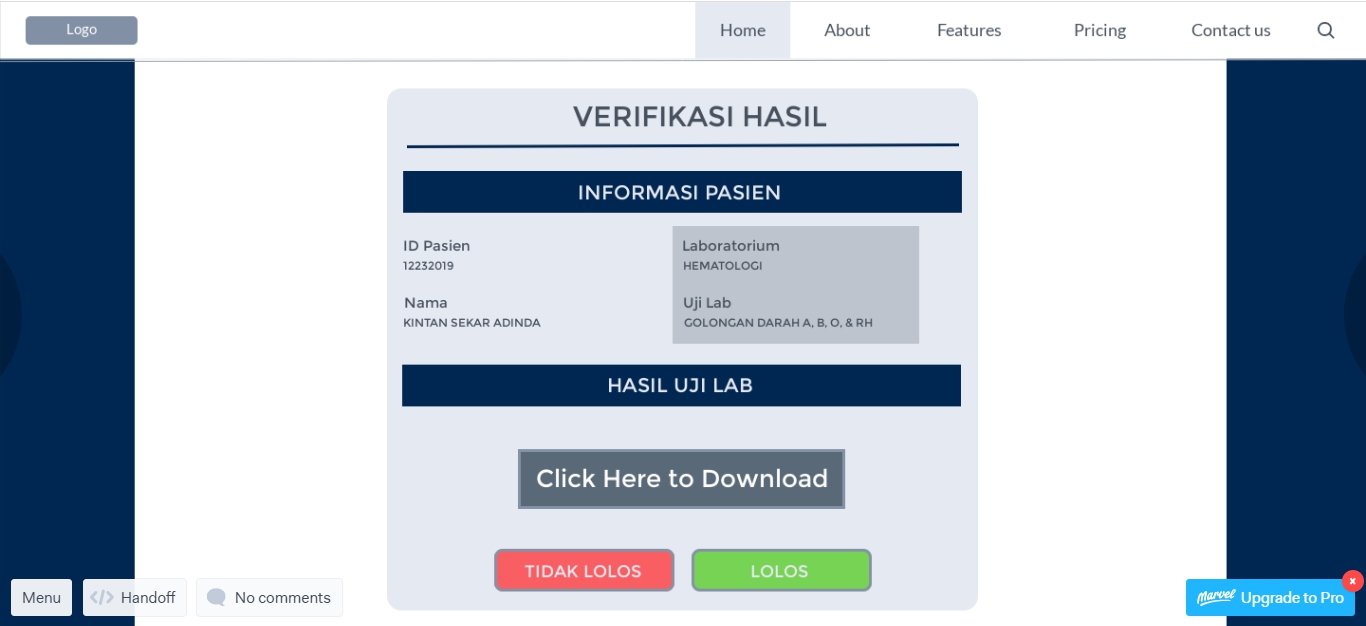 Logo
Home
About
Features
Pricing
Contact us
VERIFIKASI HASIL
INFORMASI PASIEN
ID Pasien
12232019
Laboratorium
HEMATOLOGI
Nama
KINTAN SEKAR ADINDA
Uji Lab
GOLONGAN DARAH A, B, O, & RH
HASIL UJI LAB
Click Here to Download
TIDAK LOLOS
LOLOS
Menu
</> Handoff
No comments
Marvel Upgrade to Pro
x